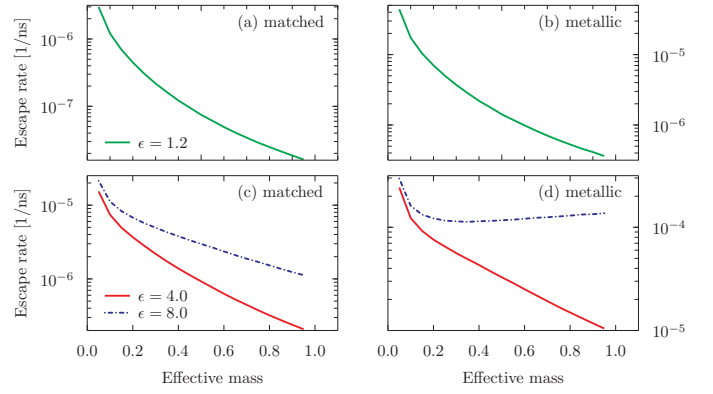 (a) matched
(b) metallic
Escape rate [1/ns]
10⁻⁶
10⁻⁷
ϵ = 1.2
10⁻⁵
10⁻⁶
(c) matched
(d) metallic
Escape rate [1/ns]
10⁻⁵
10⁻⁶
ϵ = 4.0
ϵ = 8.0
10⁻⁴
10⁻⁵
0.0 0.2 0.4 0.6 0.8 1.0
0.0 0.2 0.4 0.6 0.8 1.0
Effective mass
Effective mass